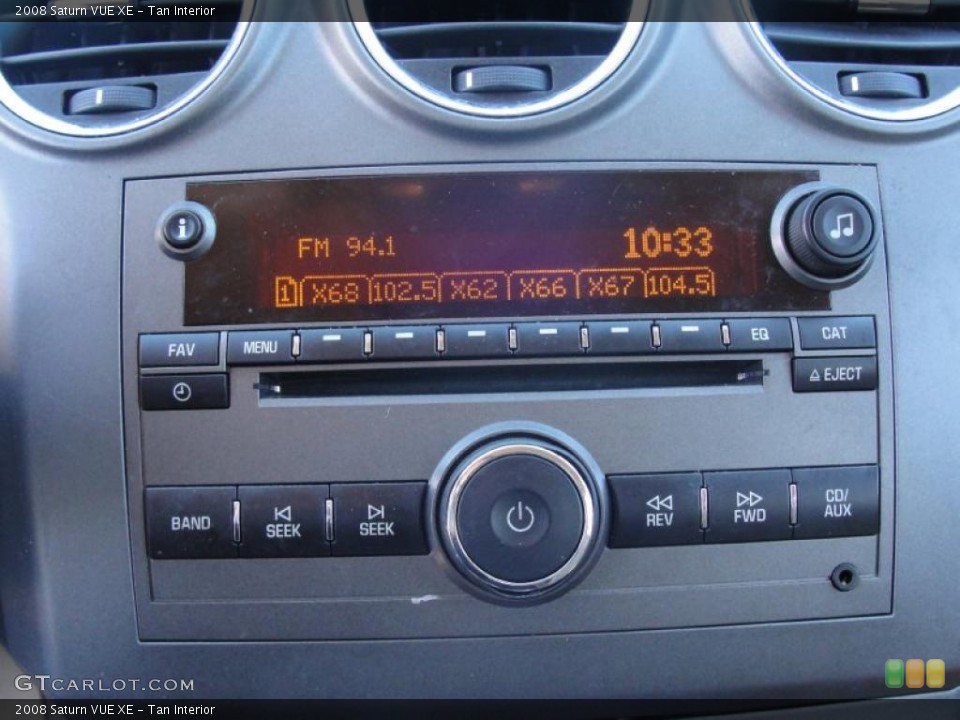 2008 Saturn VUE XE - Tan Interior
i
FM 94.1
10:33
1 X68 102.5 X62 X66 X67 104.5
FAV MENU EQ CAT
EJECT
BAND SEEK SEEK REV FWD CD/
AUX
GTCARLOT.COM
2008 Saturn VUE XE - Tan Interior